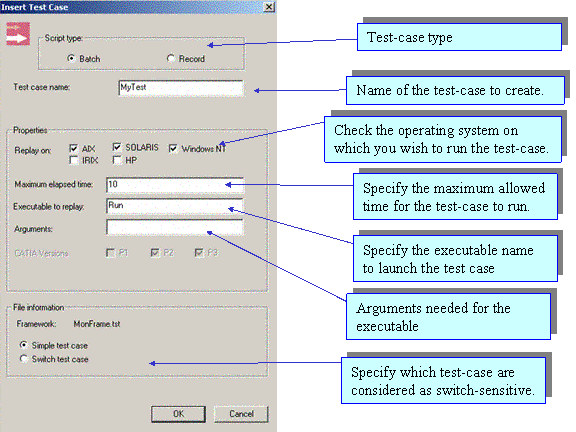 Insert Test Case
Script type:
Batch
Record
Test case name:
MyTest
Properties
Replay on:
AIX
SOLARIS
Windows NT
IRIX
HP
Maximum elapsed time:
10
Executable to replay:
Run
Arguments:
CATIA Versions
P1
P2
P3
File information
Framework:
MonFrame.tst
Simple test case
Switch test case
OK
Cancel
Test-case type
Name of the test-case to create.
Check the operating system on
which you wish to run the test-case.
Specify the maximum allowed
time for the test-case to run.
Specify the executable name
to launch the test case
Arguments needed for the
executable
Specify which test-case are
considered as switch-sensitive.